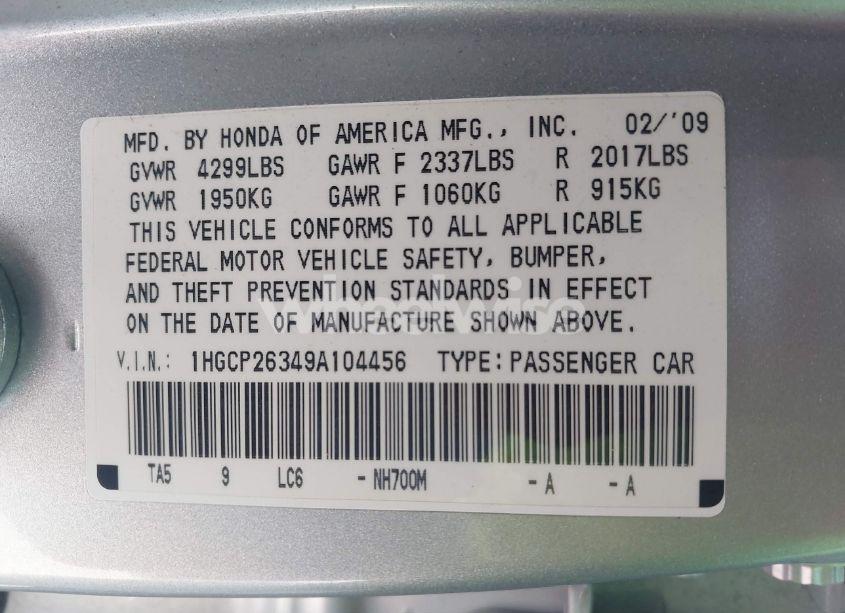 MFD. BY HONDA OF AMERICA MFG., INC. 02/'09
GVWR 4299LBS GAWR F 2337LBS R 2017LBS
GVWR 1950KG GAWR F 1060KG R 915KG
THIS VEHICLE CONFORMS TO ALL APPLICABLE
FEDERAL MOTOR VEHICLE SAFETY, BUMPER,
AND THEFT PREVENTION STANDARDS IN EFFECT
ON THE DATE OF MANUFACTURE SHOWN ABOVE.
V.I.N.: 1HGCP26349A104456 TYPE: PASSENGER CAR
TA5 9 LC6 - NH700M - A - A